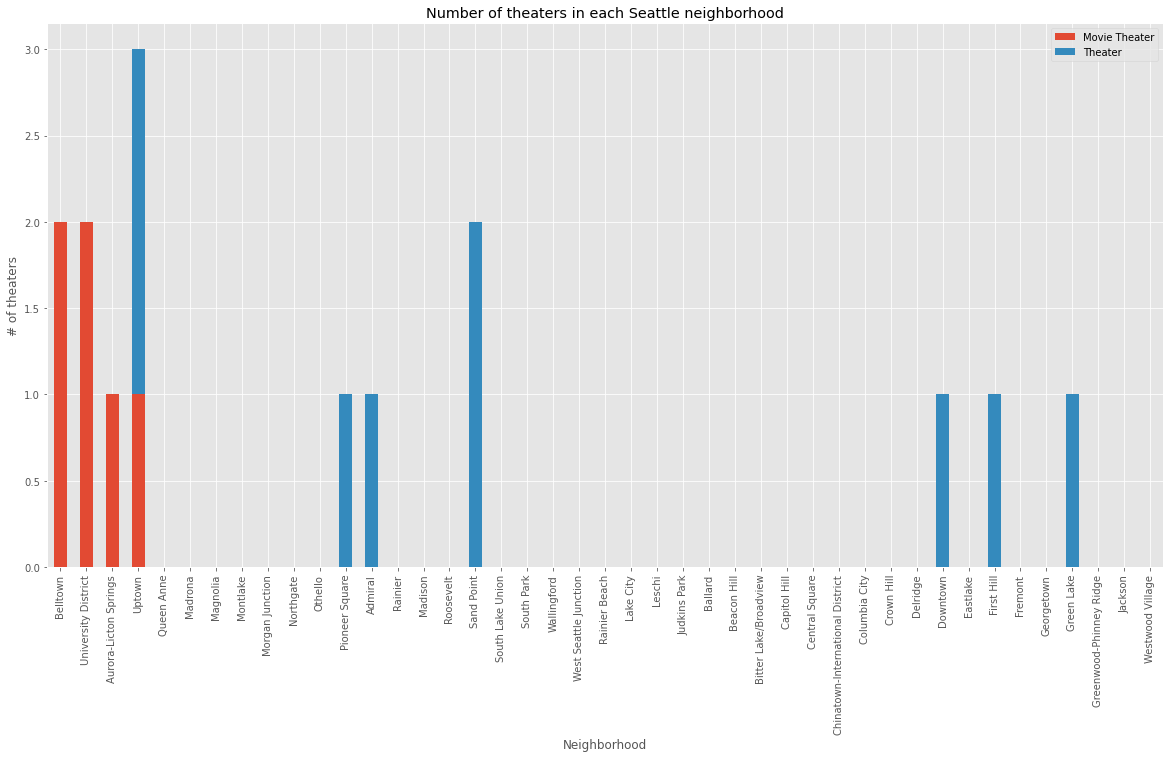 Number of theaters in each Seattle neighborhood
Movie Theater
Theater
# of theaters
3.0
2.5
2.0
1.5
1.0
0.5
0.0
Belltown
University District
Aurora-Licton Springs
Uptown
Queen Anne
Madrona
Magnolia
Montlake
Morgan Junction
Northgate
Othello
Pioneer Square
Admiral
Rainier
Madison
Roosevelt
Sand Point
South Lake Union
South Park
Wallingford
West Seattle Junction
Rainier Beach
Lake City
Leschi
Judkins Park
Ballard
Beacon Hill
Bitter Lake/Broadview
Capitol Hill
Central Square
Chinatown-International District
Columbia City
Crown Hill
Delridge
Downtown
Eastlake
First Hill
Fremont
Georgetown
Green Lake
Greenwood-Phinney Ridge
Jackson
Westwood Village
Neighborhood